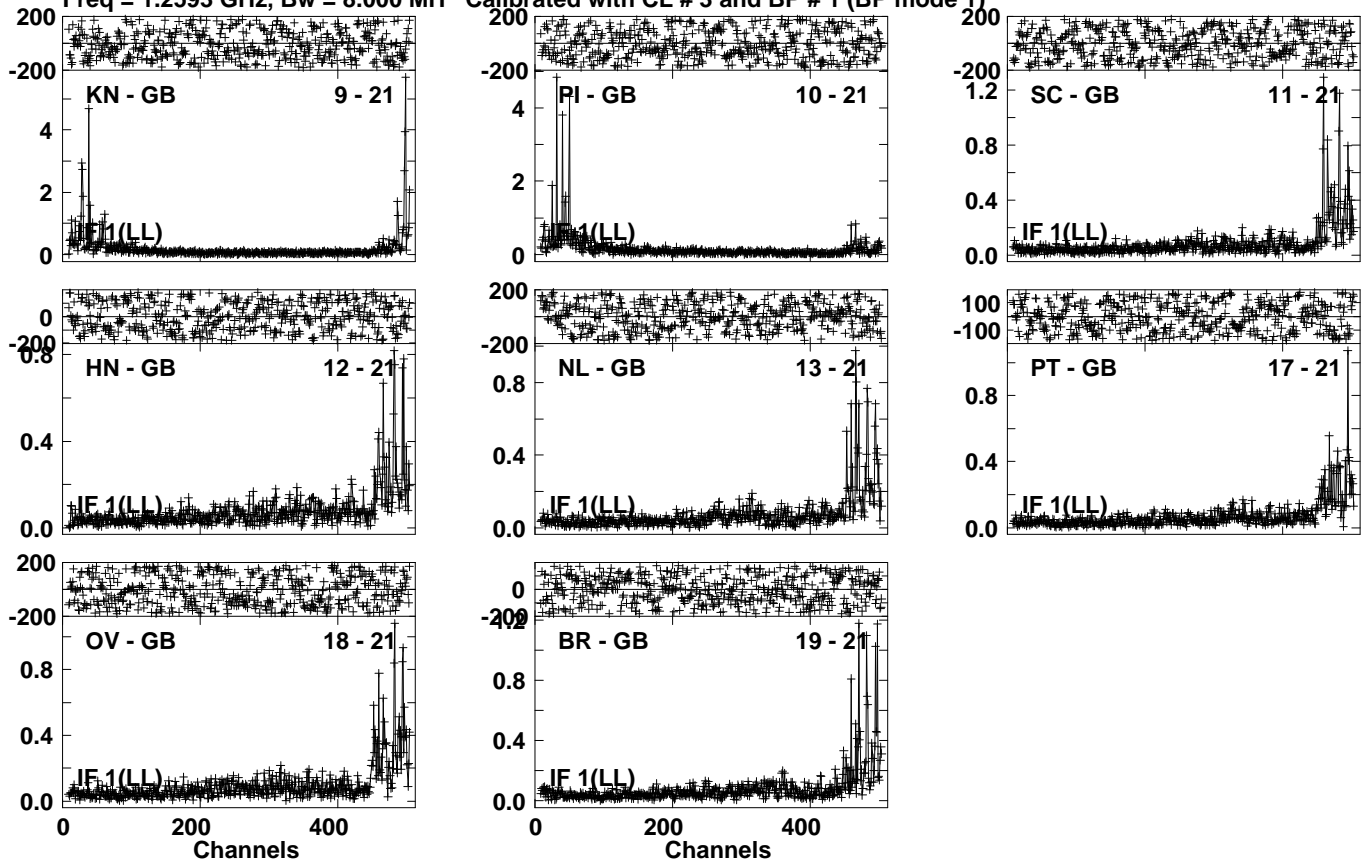 Freq = 1.2593 GHz, Bw = 8.000 MH Calibrated with CL # 3 and BP # 1 (BP mode 1)
200
-200
KN - GB 9 - 21
4
2
0
IF 1(LL)
200
-200
PI - GB 10 - 21
4
2
0
IF 1(LL)
200
-200
SC - GB 11 - 21
1.2
0.8
0.4
0.0
IF 1(LL)
0
-200
HN - GB 12 - 21
0.8
0.4
0.0
IF 1(LL)
200
-200
NL - GB 13 - 21
0.8
0.4
0.0
IF 1(LL)
100
-100
PT - GB 17 - 21
0.8
0.4
0.0
IF 1(LL)
200
-200
OV - GB 18 - 21
0.8
0.4
0.0
IF 1(LL)
0 200 400
Channels
0
-200
BR - GB 19 - 21
1.2
0.8
0.4
0.0
IF 1(LL)
0 200 400
Channels